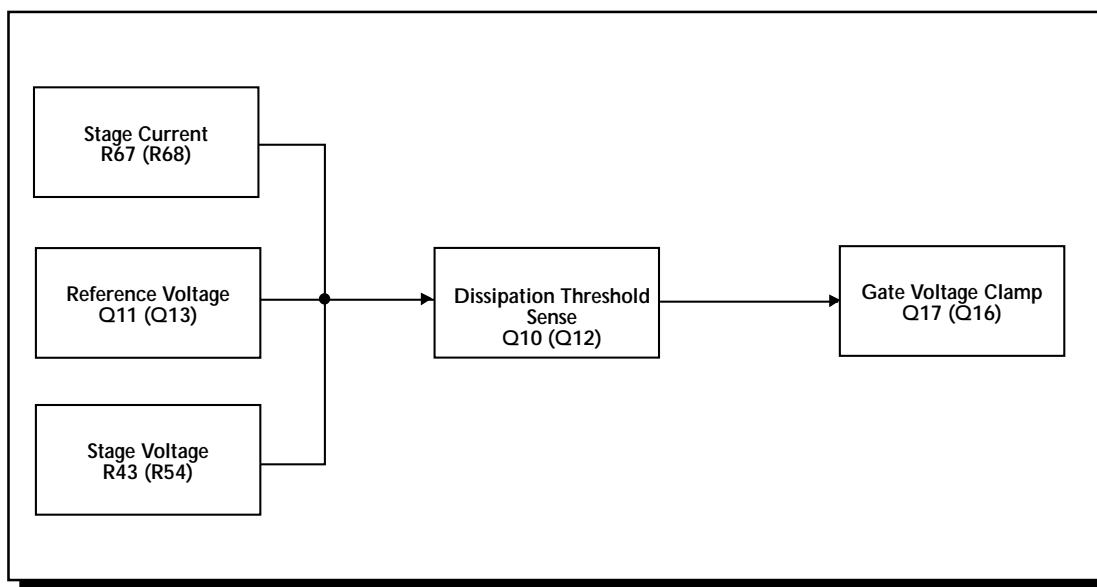 Stage Current
R67 (R68)
Reference Voltage
Q11 (Q13)
Stage Voltage
R43 (R54)
Dissipation Threshold
Sense
Q10 (Q12)
Gate Voltage Clamp
Q17 (Q16)